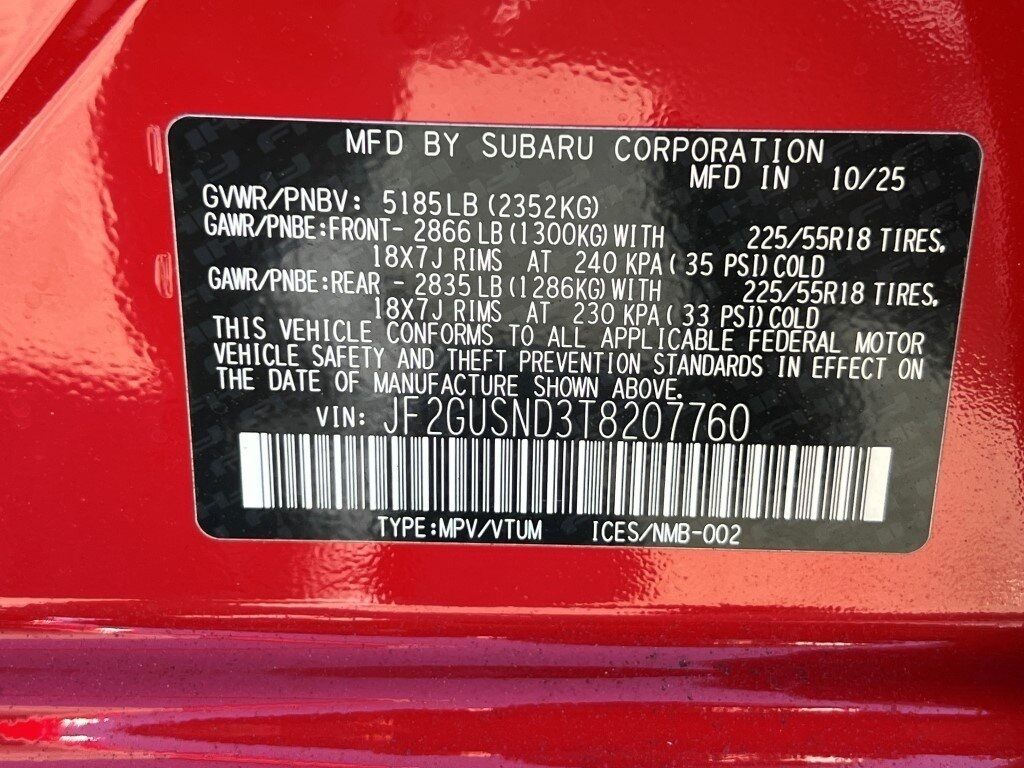 MFD BY SUBARU CORPORATION
MFD IN 10/25
GVWR/PNBV: 5185LB (2352KG)
GAWR/PNBE:FRONT- 2866 LB (1300KG) WITH 225/55R18 TIRES,
18X7J RIMS AT 240 KPA ( 35 PSI) COLD
GAWR/PNBE:REAR - 2835 LB (1286KG) WITH 225/55R18 TIRES,
18X7J RIMS AT 230 KPA ( 33 PSI) COLD
THIS VEHICLE CONFORMS TO ALL APPLICABLE FEDERAL MOTOR
VEHICLE SAFETY AND THEFT PREVENTION STANDARDS IN EFFECT ON
THE DATE OF MANUFACTURE SHOWN ABOVE.
VIN: JF2GUSND3T8207760
TYPE:MPV/VTUM ICES/NMB-002